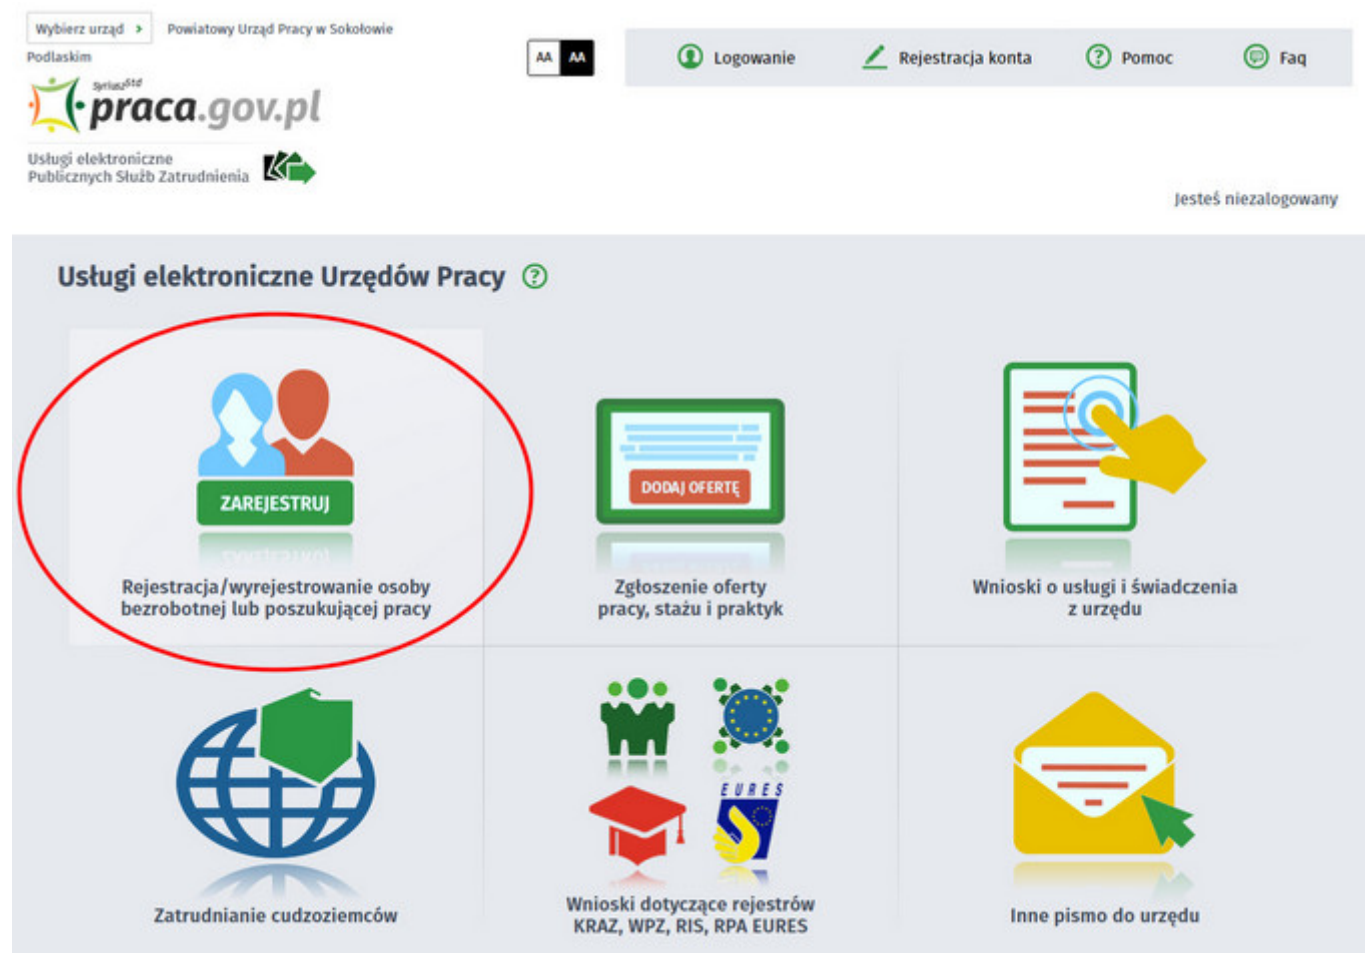 Wybierz urząd > Powiatowy Urząd Pracy w Sokołowie
Podlaskim
AA AA
Logowanie
Rejestracja konta
Pomoc
Faq
SyriuszStd
praca.gov.pl
Usługi elektroniczne
Publicznych Służb Zatrudnienia
Jesteś niezalogowany
Usługi elektroniczne Urzędów Pracy ?
ZAREJESTRUJ
Rejestracja/wyrejestrowanie osoby
bezrobotnej lub poszukującej pracy
DODAJ OFERTĘ
Zgłoszenie oferty
pracy, stażu i praktyk
Wnioski o usługi i świadczenia
z urzędu
Zatrudnianie cudzoziemców
EURES
Wnioski dotyczące rejestrów
KRAZ, WPZ, RIS, RPA EURES
Inne pismo do urzędu